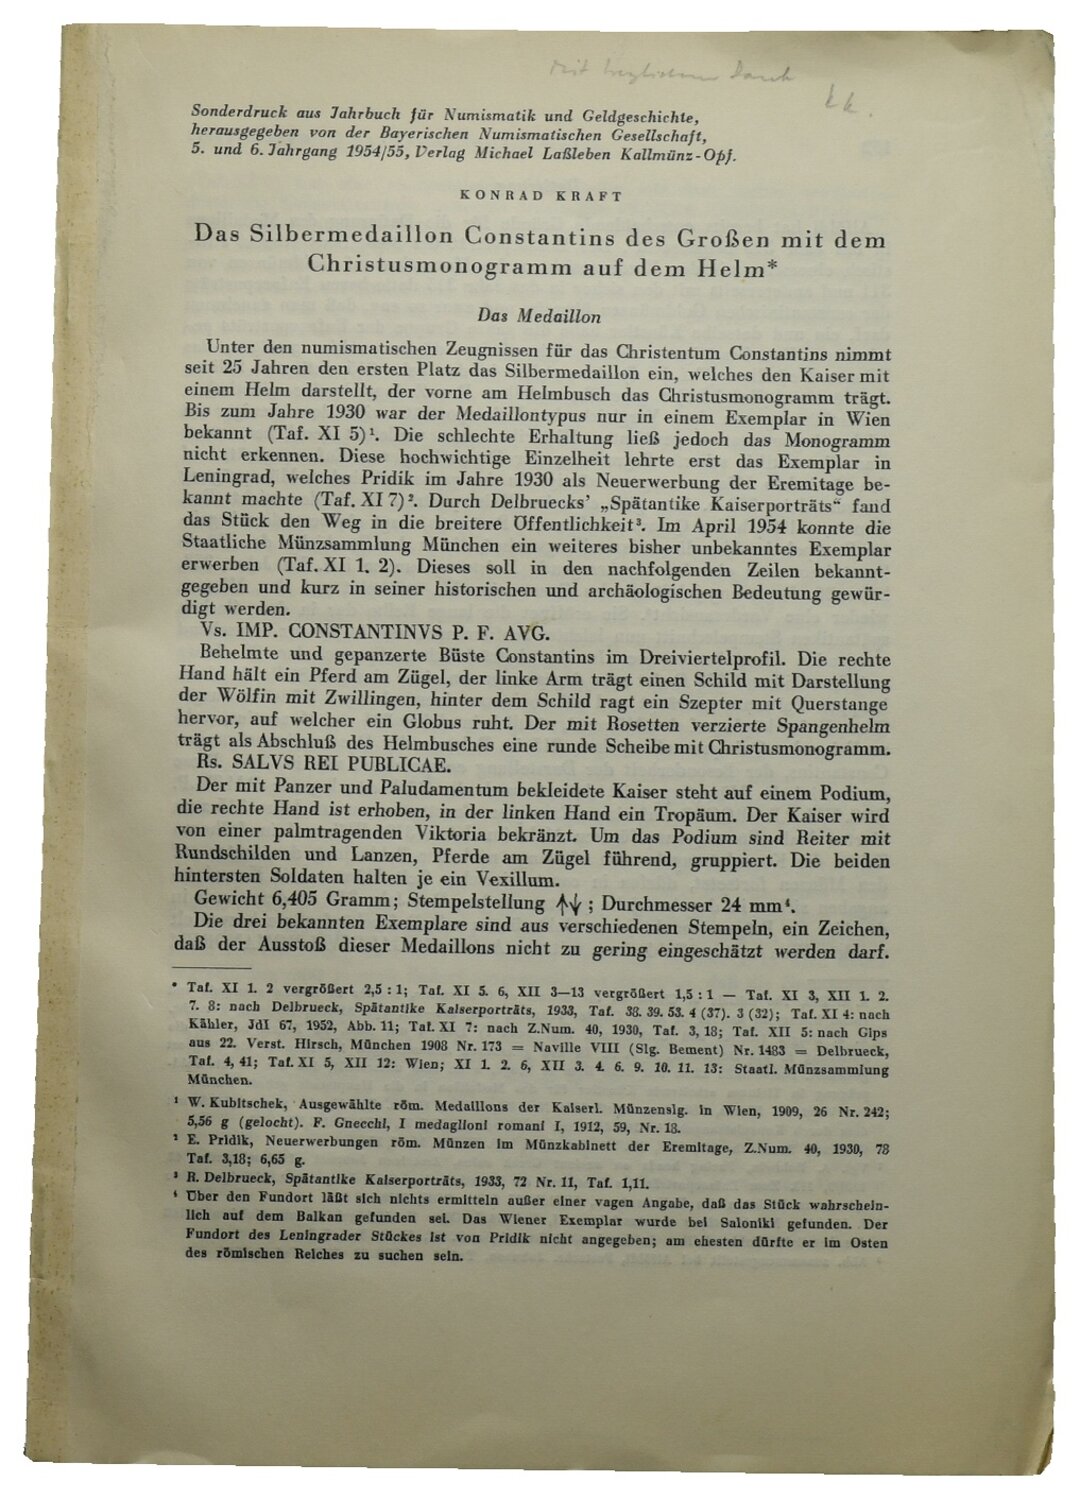 Mit herzlichem Dank
KK.
Sonderdruck aus Jahrbuch für Numismatik und Geldgeschichte,
herausgegeben von der Bayerischen Numismatischen Gesellschaft,
5. und 6. Jahrgang 1954/55, Verlag Michael Laßleben Kallmünz-Opf.
KONRAD KRAFT
Das Silbermedaillon Constantins des Großen mit dem
Christusmonogramm auf dem Helm*
Das Medaillon
Unter den numismatischen Zeugnissen für das Christentum Constantins nimmt
seit 25 Jahren den ersten Platz das Silbermedaillon ein, welches den Kaiser mit
einem Helm darstellt, der vorne am Helmbusch das Christusmonogramm trägt.
Bis zum Jahre 1930 war der Medaillontypus nur in einem Exemplar in Wien
bekannt (Taf. XI 5)¹. Die schlechte Erhaltung ließ jedoch das Monogramm
nicht erkennen. Diese hochwichtige Einzelheit lehrte erst das Exemplar in
Leningrad, welches Pridik im Jahre 1930 als Neuerwerbung der Eremitage be-
kannt machte (Taf. XI 7)². Durch Delbruecks' „Spätantike Kaiserporträts“ fand
das Stück den Weg in die breitere Öffentlichkeit³. Im April 1954 konnte die
Staatliche Münzsammlung München ein weiteres bisher unbekanntes Exemplar
erwerben (Taf. XI 1. 2). Dieses soll in den nachfolgenden Zeilen bekannt-
gegeben und kurz in seiner historischen und archäologischen Bedeutung gewür-
digt werden.
Vs. IMP. CONSTANTINVS P. F. AVG.
Behelmte und gepanzerte Büste Constantins im Dreiviertelprofil. Die rechte
Hand hält ein Pferd am Zügel, der linke Arm trägt einen Schild mit Darstellung
der Wölfin mit Zwillingen, hinter dem Schild ragt ein Szepter mit Querstange
hervor, auf welcher ein Globus ruht. Der mit Rosetten verzierte Spangenhelm
trägt als Abschluß des Helmbusches eine runde Scheibe mit Christusmonogramm.
Rs. SALVS REI PUBLICAE.
Der mit Panzer und Paludamentum bekleidete Kaiser steht auf einem Podium,
die rechte Hand ist erhoben, in der linken Hand ein Tropäum. Der Kaiser wird
von einer palmtragenden Viktoria bekränzt. Um das Podium sind Reiter mit
Rundschilden und Lanzen, Pferde am Zügel führend, gruppiert. Die beiden
hintersten Soldaten halten je ein Vexillum.
Gewicht 6,405 Gramm; Stempelstellung ↑↓; Durchmesser 24 mm⁴.
Die drei bekannten Exemplare sind aus verschiedenen Stempeln, ein Zeichen,
daß der Ausstoß dieser Medaillons nicht zu gering eingeschätzt werden darf.
* Taf. XI 1. 2 vergrößert 2,5 : 1; Taf. XI 5. 6, XII 3—13 vergrößert 1,5 : 1 — Taf. XI 3, XII 1. 2.
7. 8: nach Delbrueck, Spätantike Kaiserporträts, 1933, Taf. 38. 39. 53. 4 (37). 3 (32); Taf. XI 4: nach
Kähler, JdI 67, 1952, Abb. 11; Taf. XI 7: nach Z.Num. 40, 1930, Taf. 3, 18; Taf. XII 5: nach Gips
aus 22. Verst. Hirsch, München 1908 Nr. 173 = Naville VIII (Slg. Bement) Nr. 1483 = Delbrueck,
Taf. 4, 41; Taf. XI 5, XII 12: Wien; XI 1. 2. 6, XII 3. 4. 6. 9. 10. 11. 13: Staatl. Münzsammlung
München.
¹ W. Kubitschek, Ausgewählte röm. Medaillons der Kaiserl. Münzenslg. in Wien, 1909, 26 Nr. 242;
5,56 g (gelocht). F. Gnecchi, I medaglioni romani I, 1912, 59, Nr. 18.
² E. Pridik, Neuerwerbungen röm. Münzen im Münzkabinett der Eremitage, Z.Num. 40, 1930, 78
Taf. 3,18; 6,65 g.
³ R. Delbrueck, Spätantike Kaiserporträts, 1933, 72 Nr. 11, Taf. 1,11.
⁴ Über den Fundort läßt sich nichts ermitteln außer einer vagen Angabe, daß das Stück wahrschein-
lich auf dem Balkan gefunden sei. Das Wiener Exemplar wurde bei Saloniki gefunden. Der
Fundort des Leningrader Stückes ist von Pridik nicht angegeben; am ehesten dürfte er im Osten
des römischen Reiches zu suchen sein.